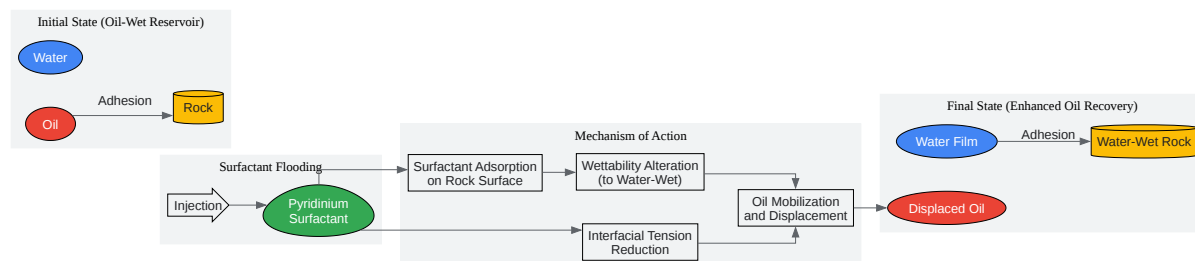 Initial State (Oil-Wet Reservoir)
Water
Adhesion
Oil
Rock
Surfactant Flooding
Injection
Pyridinium
Surfactant
Mechanism of Action
Surfactant Adsorption
on Rock Surface
Wettability Alteration
(to Water-Wet)
Interfacial Tension
Reduction
Oil Mobilization
and Displacement
Final State (Enhanced Oil Recovery)
Water Film
Adhesion
Water-Wet Rock
Displaced Oil